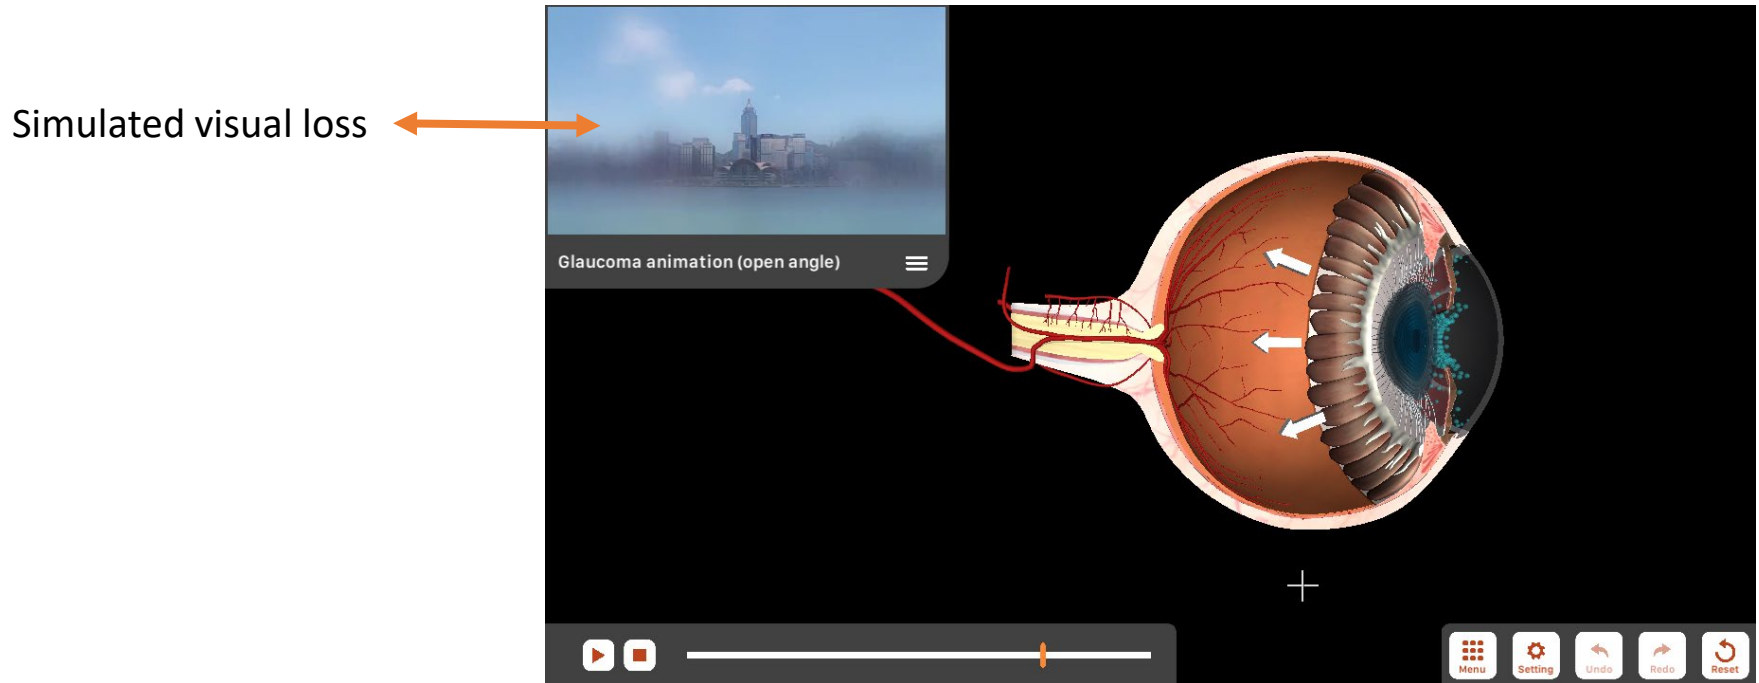 Simulated visual loss
Glaucoma animation (open angle)
Menu
Setting
Undo
Redo
Reset